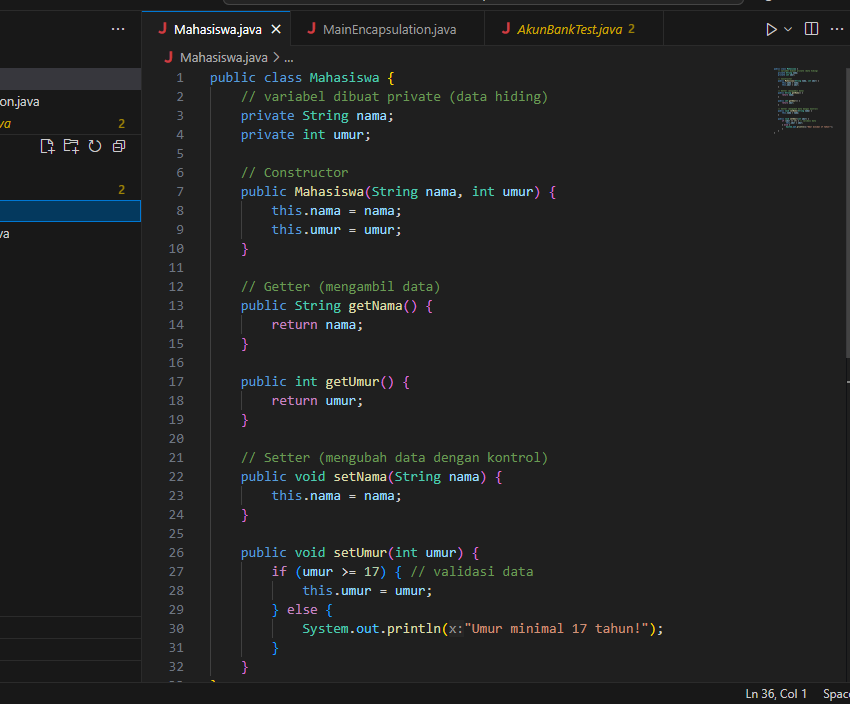 Mahasiswa.java
MainEncapsulation.java
AkunBankTest.java 2
on.java
va 2
2
va
Mahasiswa.java > ...
1 public class Mahasiswa {
2 // variabel dibuat private (data hiding)
3 private String nama;
4 private int umur;
5
6 // Constructor
7 public Mahasiswa(String nama, int umur) {
8 this.nama = nama;
9 this.umur = umur;
10 }
11
12 // Getter (mengambil data)
13 public String getNama() {
14 return nama;
15 }
16
17 public int getUmur() {
18 return umur;
19 }
20
21 // Setter (mengubah data dengan kontrol)
22 public void setNama(String nama) {
23 this.nama = nama;
24 }
25
26 public void setUmur(int umur) {
27 if (umur >= 17) { // validasi data
28 this.umur = umur;
29 } else {
30 System.out.println(x:"Umur minimal 17 tahun!");
31 }
32 }
Ln 36, Col 1 Spac